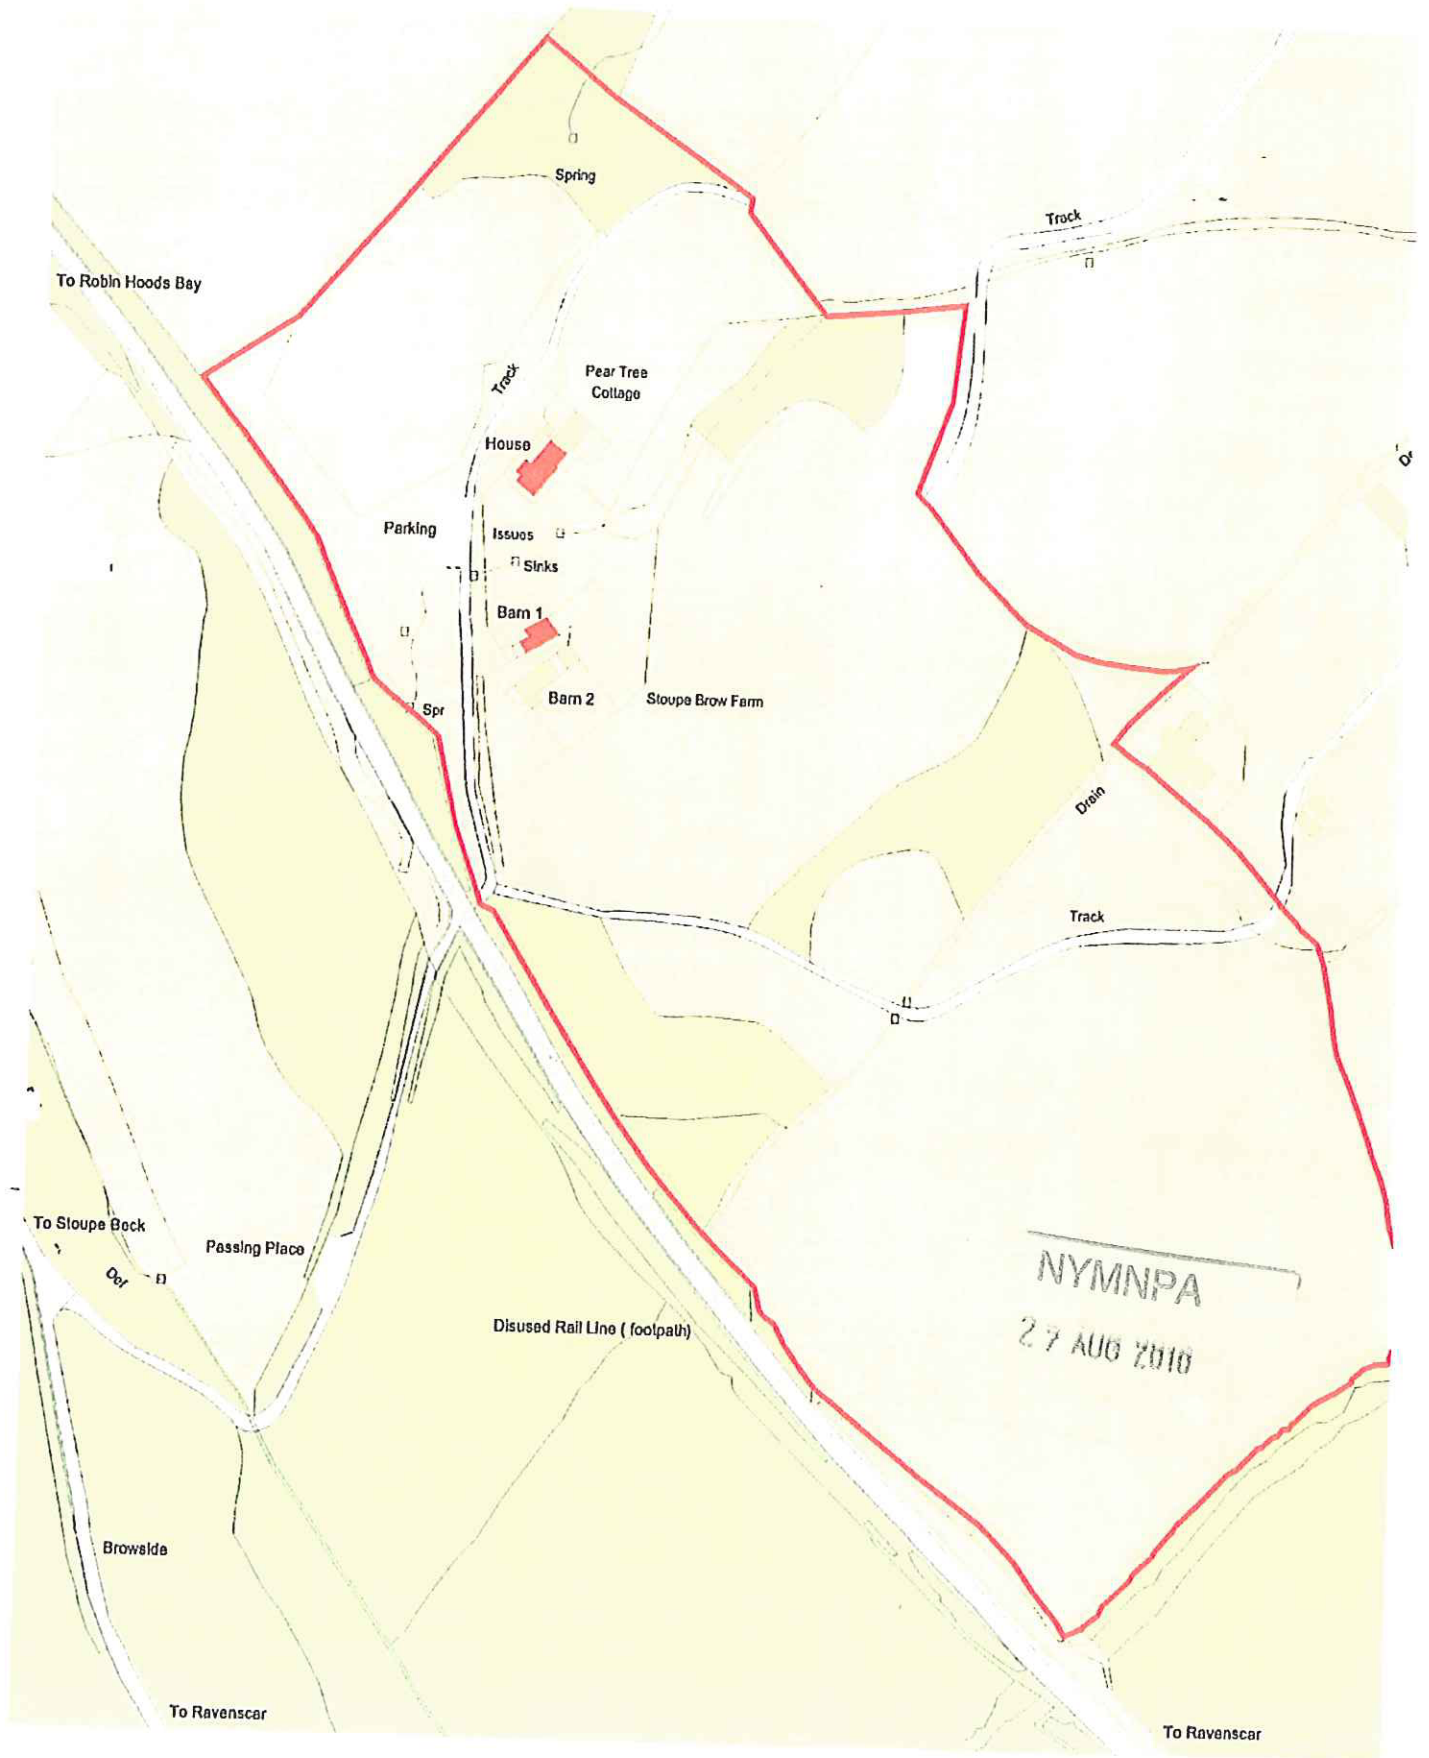 Spring
Track
To Robin Hoods Bay
Track
Pear Tree
Cottage
House
Parking
Issues
Sinks
Barn 1
Barn 2
Stoupe Brow Farm
Spr
Drain
Track
To Stoupe Beck
Passing Place
Def
NYMNPA
27 AUG 2010
Disused Rail Line ( footpath)
Browside
To Ravenscar
To Ravenscar